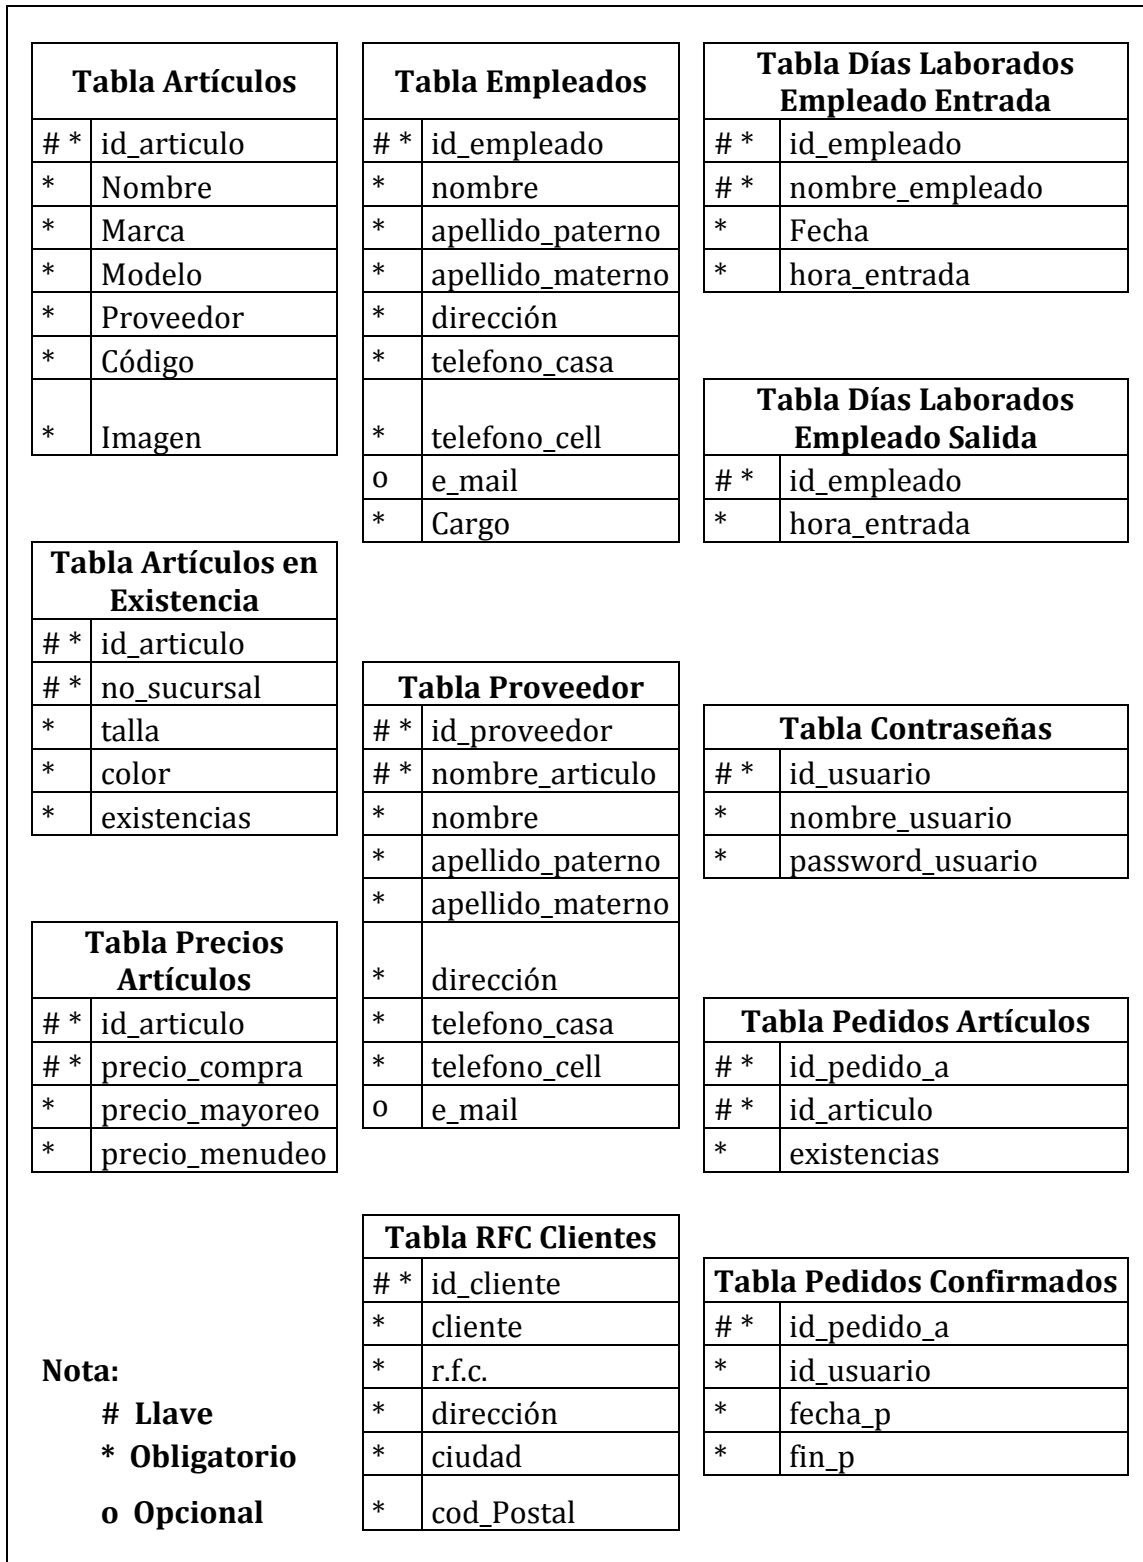 Tabla Artículos
# * id_articulo
* Nombre
* Marca
* Modelo
* Proveedor
* Código
* Imagen
Tabla Artículos en
Existencia
# * id_articulo
# * no_sucursal
* talla
* color
* existencias
Tabla Precios
Artículos
# * id_articulo
# * precio_compra
* precio_mayoreo
* precio_menudeo
Nota:
# Llave
* Obligatorio
o Opcional
Tabla Empleados
# * id_empleado
* nombre
* apellido_paterno
* apellido_materno
* dirección
* telefono_casa
* telefono_cell
o e_mail
* Cargo
Tabla Proveedor
# * id_proveedor
# * nombre_articulo
* nombre
* apellido_paterno
* apellido_materno
* dirección
* telefono_casa
* telefono_cell
o e_mail
Tabla RFC Clientes
# * id_cliente
* cliente
* r.f.c.
* dirección
* ciudad
* cod_Postal
Tabla Días Laborados
Empleado Entrada
# * id_empleado
# * nombre_empleado
* Fecha
* hora_entrada
Tabla Días Laborados
Empleado Salida
# * id_empleado
* hora_entrada
Tabla Contraseñas
# * id_usuario
* nombre_usuario
* password_usuario
Tabla Pedidos Artículos
# * id_pedido_a
# * id_articulo
* existencias
Tabla Pedidos Confirmados
# * id_pedido_a
* id_usuario
* fecha_p
* fin_p